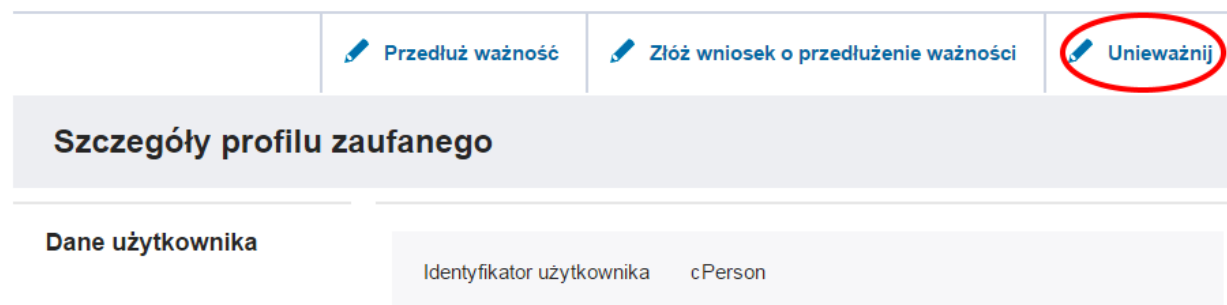 Przedłuż ważność Złóż wniosek o przedłużenie ważności Unieważnij
Szczegóły profilu zaufanego
Dane użytkownika
Identyfikator użytkownika cPerson